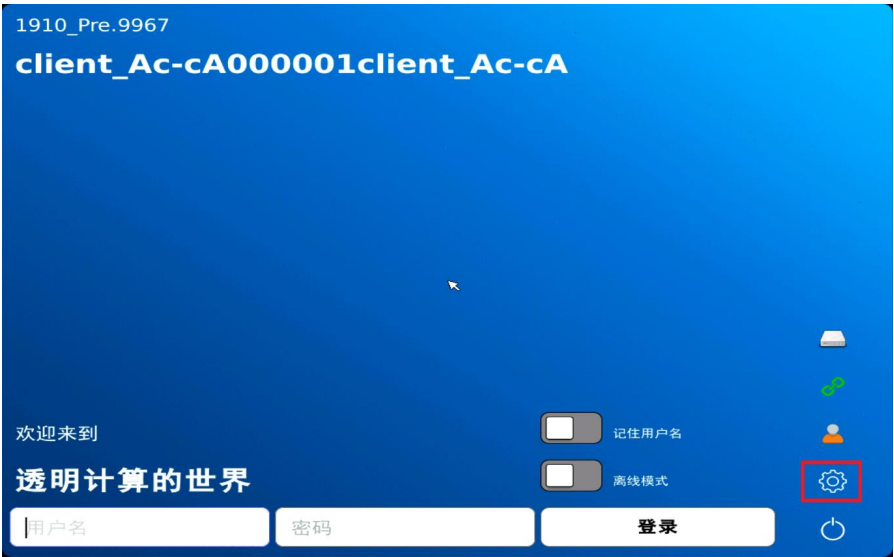 1910_Pre.9967
client_Ac-cA000001client_Ac-cA
欢迎来到
记住用户名
透明计算的世界
离线模式
用户名
密码
登录